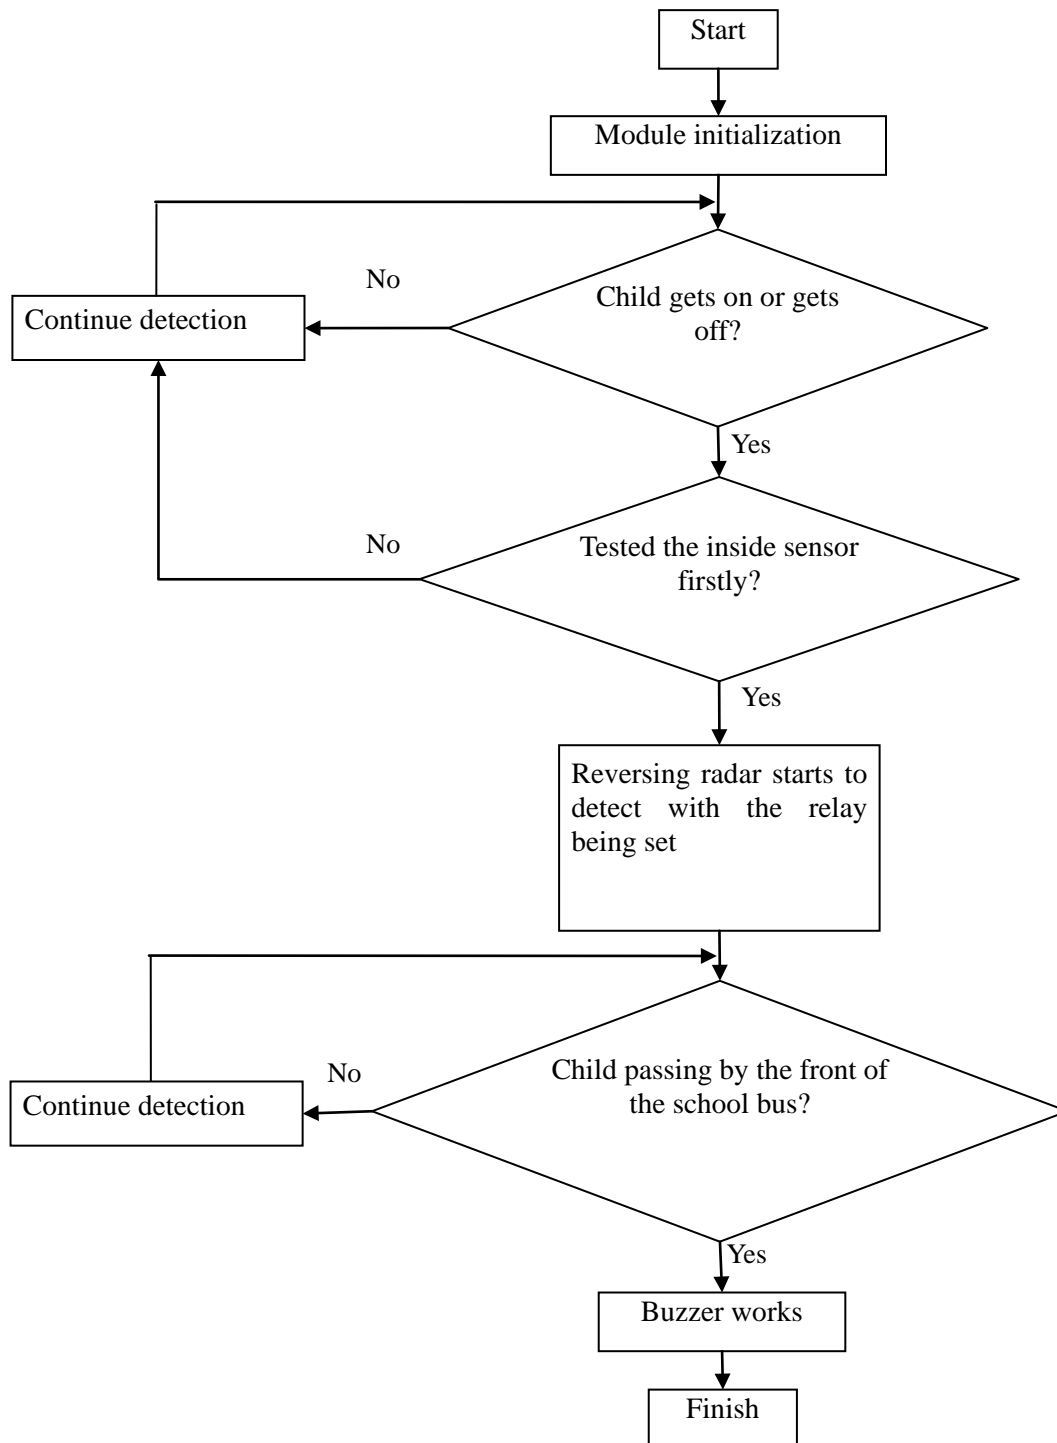 Start
Module initialization
No
Child gets on or gets
off?
Continue detection
Yes
No
Tested the inside sensor
firstly?
Yes
Reversing radar starts to
detect with the relay
being set
No
Child passing by the front of
the school bus?
Continue detection
Yes
Buzzer works
Finish